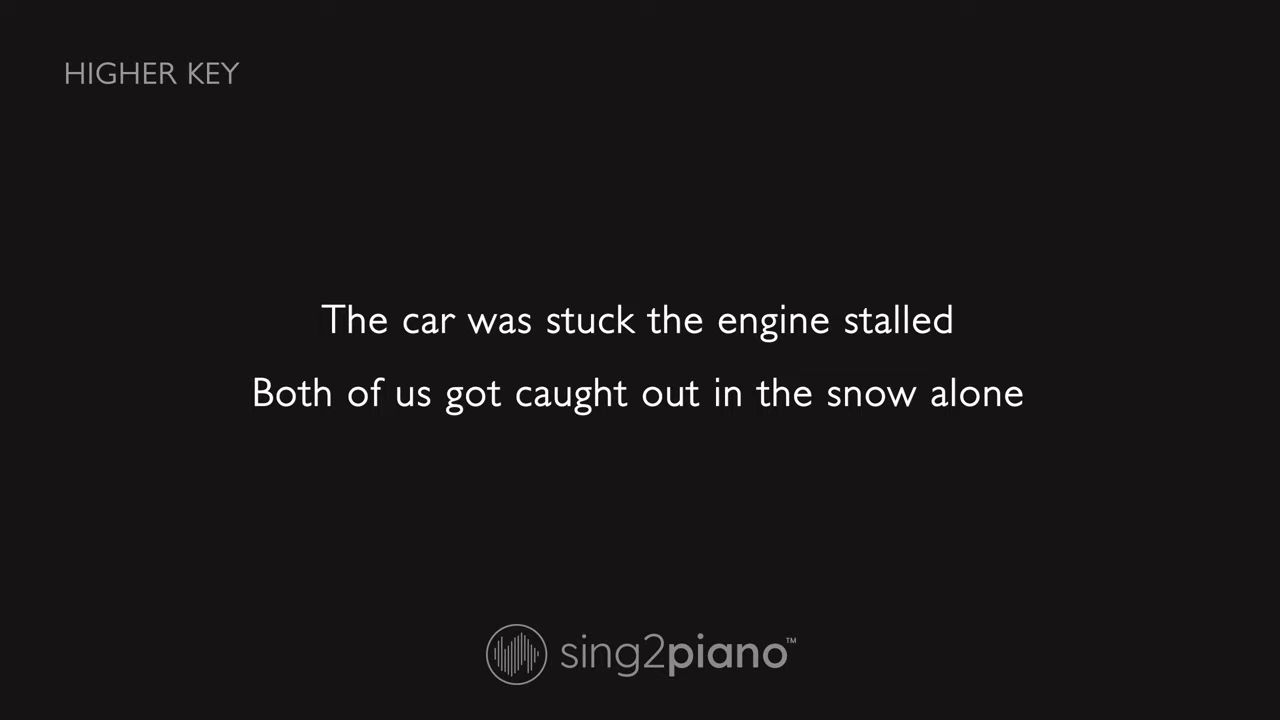 HIGHER KEY
The car was stuck the engine stalled
Both of us got caught out in the snow alone
sing2piano™